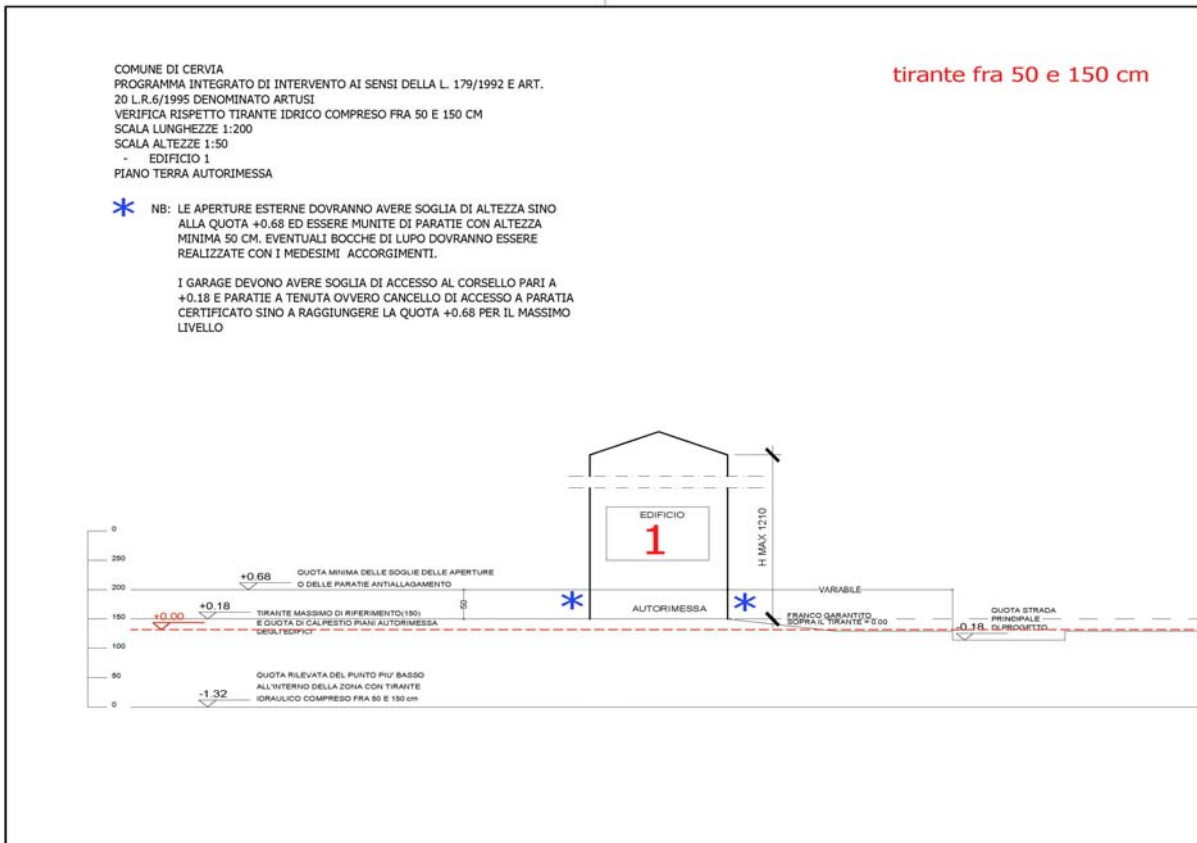 COMUNE DI CERVIA
PROGRAMMA INTEGRATO DI INTERVENTO AI SENSI DELLA L. 179/1992 E ART.
20 L.R.6/1995 DENOMINATO ARTUSI
VERIFICA RISPETTO TIRANTE IDRICO COMPRESO FRA 50 E 150 CM
SCALA LUNGHEZZE 1:200
SCALA ALTEZZE 1:50
- EDIFICIO 1
PIANO TERRA AUTORIMESSA
tirante fra 50 e 150 cm
* NB: LE APERTURE ESTERNE DOVRANNO AVERE SOGLIA DI ALTEZZA SINO
ALLA QUOTA +0.68 ED ESSERE MUNITE DI PARATIE CON ALTEZZA
MINIMA 50 CM. EVENTUALI BOCCHE DI LUPO DOVRANNO ESSERE
REALIZZATE CON I MEDESIMI ACCORGIMENTI.
I GARAGE DEVONO AVERE SOGLIA DI ACCESSO AL CORSELLO PARI A
+0.18 E PARATIE A TENUTA OVVERO CANCELLO DI ACCESSO A PARATIA
CERTIFICATO SINO A RAGGIUNGERE LA QUOTA +0.68 PER IL MASSIMO
LIVELLO
EDIFICIO
1
H MAX 1210
0
250
200
150
100
50
0
+0.68
QUOTA MINIMA DELLE SOGLIE DELLE APERTURE
O DELLE PARATIE ANTIALLAGAMENTO
50
+0.18
+0.00
TIRANTE MASSIMO DI RIFERIMENTO(150)
E QUOTA DI CALPESTIO PIANI AUTORIMESSA
DEGLI EDIFICI
* AUTORIMESSA *
VARIABILE
FRANCO GARANTITO
SOPRA IL TIRANTE = 0.00
QUOTA STRADA
PRINCIPALE
DI PROGETTO
-0.18
-1.32
QUOTA RILEVATA DEL PUNTO PIU' BASSO
ALL'INTERNO DELLA ZONA CON TIRANTE
IDRAULICO COMPRESO FRA 50 E 150 cm